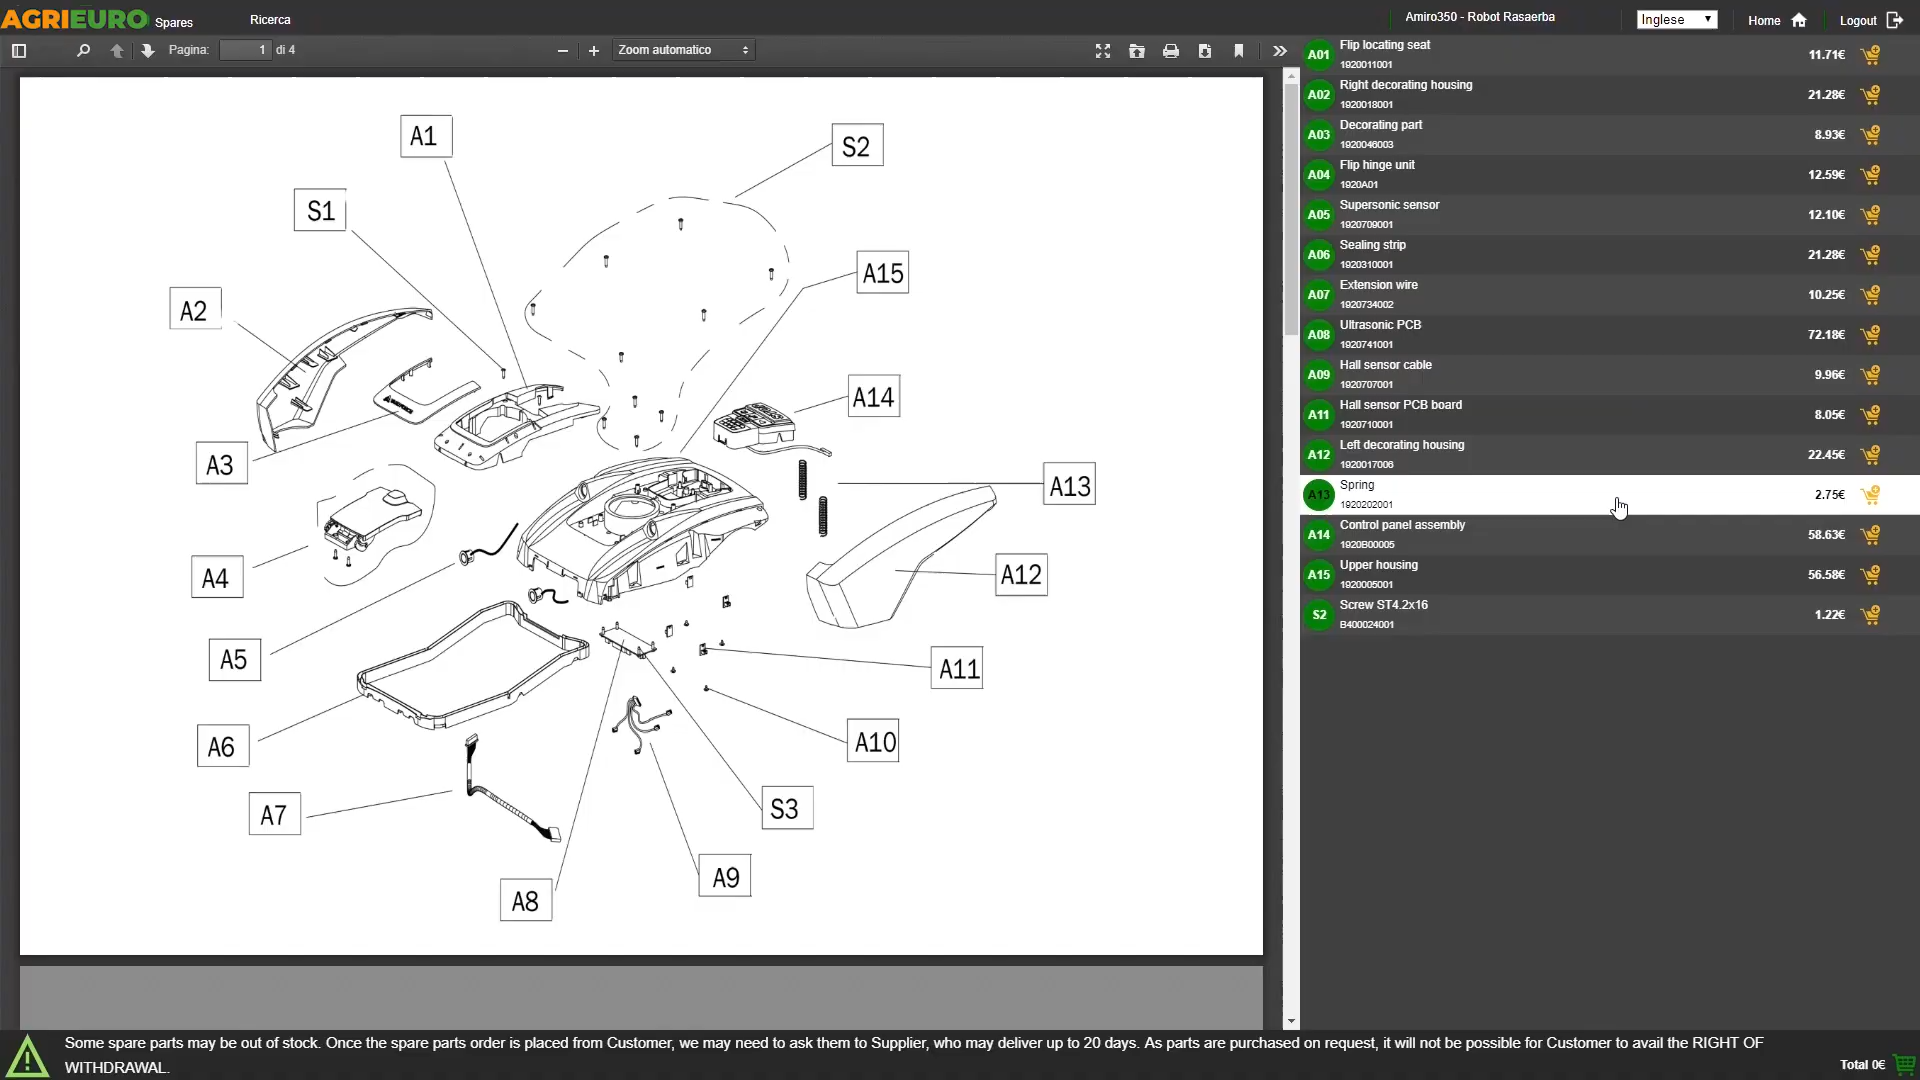 AGRIEURO Spares
Ricerca
Amiro350 - Robot Rasaerba
Inglese
Home
Logout
Pagina: 1 di 4
Zoom automatico
A1
S2
S1
A15
A2
A14
A3
A13
A4
A12
A5
A11
A6
A10
A7
S3
A9
A8
A01 Flip locating seat 11.71€
1920011001
A02 Right decorating housing 21.28€
1920018001
A03 Decorating part 8.93€
1920046003
A04 Flip hinge unit 12.59€
1920A01
A05 Supersonic sensor 12.10€
1920709001
A06 Sealing strip 21.28€
1920310001
A07 Extension wire 10.25€
1920734002
A08 Ultrasonic PCB 72.18€
1920741001
A09 Hall sensor cable 9.96€
1920707001
A11 Hall sensor PCB board 8.05€
1920710001
A12 Left decorating housing 22.45€
1920017006
A13 Spring 2.75€
1920202001
A14 Control panel assembly 58.63€
1920B00005
A15 Upper housing 56.58€
1920005001
S2 Screw ST4.2x16 1.22€
B400024001
Some spare parts may be out of stock. Once the spare parts order is placed from Customer, we may need to ask them to Supplier, who may deliver up to 20 days. As parts are purchased on request, it will not be possible for Customer to avail the RIGHT OF
WITHDRAWAL.
Total 0€